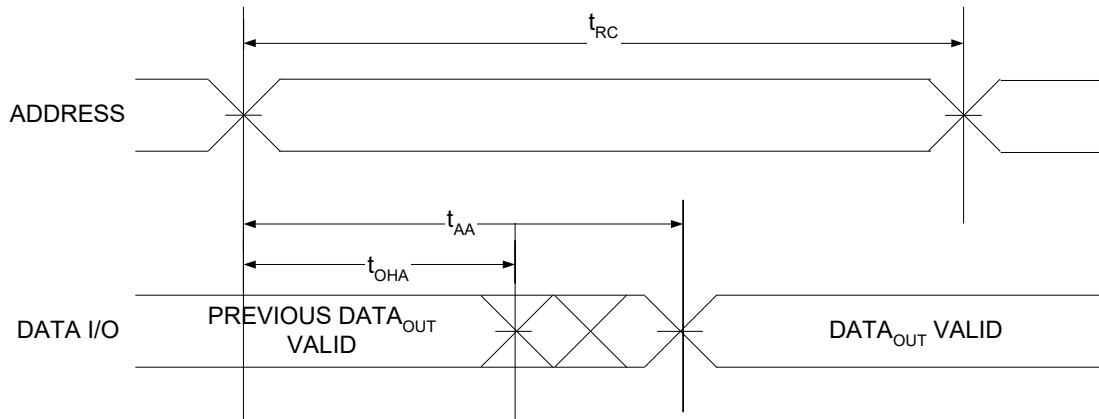 tRC
ADDRESS
tAA
tOHA
DATA I/O
PREVIOUS DATAOUT
VALID
DATAOUT VALID